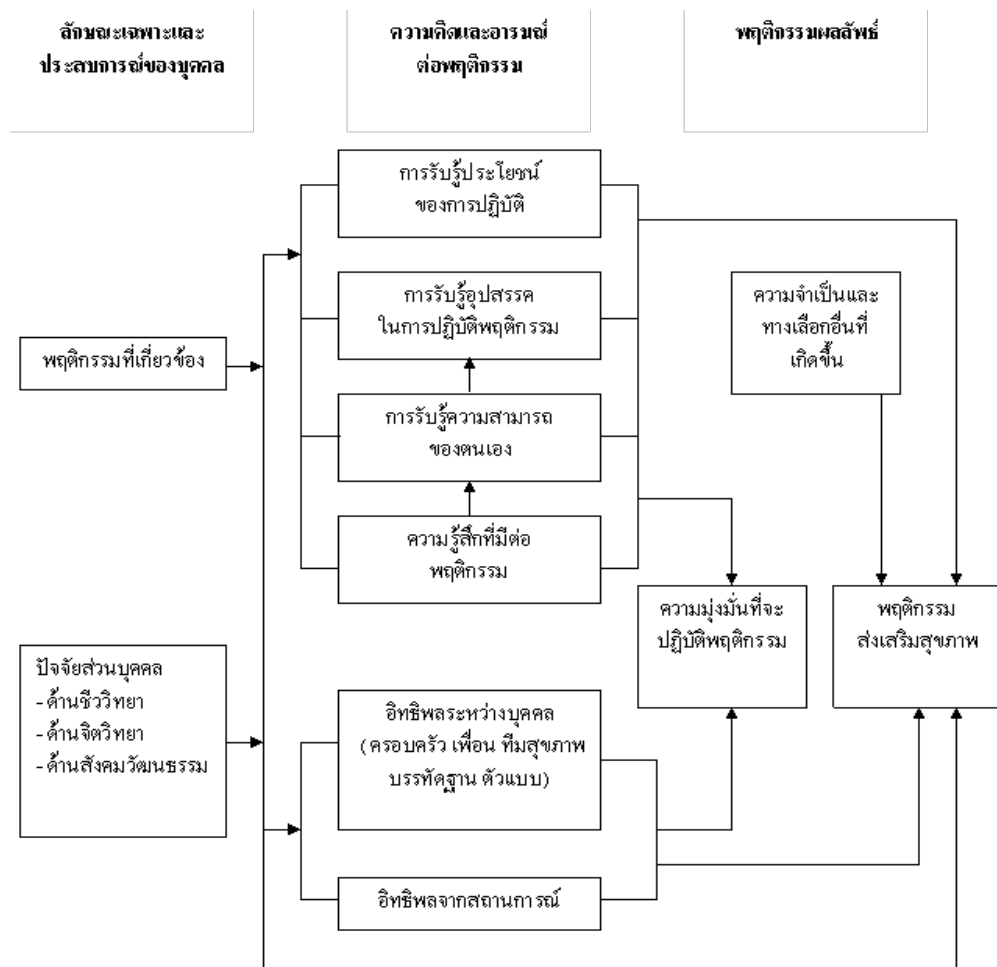 ลักษณะเฉพาะและ
ประสบการณ์ของบุคคล
ความคิดและอารมณ์
ต่อพฤติกรรม
พฤติกรรมผลลัพธ์
การรับรู้ประโยชน์
ของการปฏิบัติ
การรับรู้อุปสรรค
ในการปฏิบัติพฤติกรรม
ความจำเป็นและ
ทางเลือกอื่นที่
เกิดขึ้น
พฤติกรรมที่เกี่ยวข้อง
การรับรู้ความสามารถ
ของตนเอง
ความรู้สึกที่มีต่อ
พฤติกรรม
ความมุ่งมั่นที่จะ
ปฏิบัติพฤติกรรม
พฤติกรรม
ส่งเสริมสุขภาพ
ปัจจัยส่วนบุคคล
-ด้านชีววิทยา
-ด้านจิตวิทยา
-ด้านสังคมวัฒนธรรม
อิทธิพลระหว่างบุคคล
(ครอบครัว เพื่อน ทีมสุขภาพ
บรรทัดฐาน ตัวแบบ)
อิทธิพลจากสถานการณ์